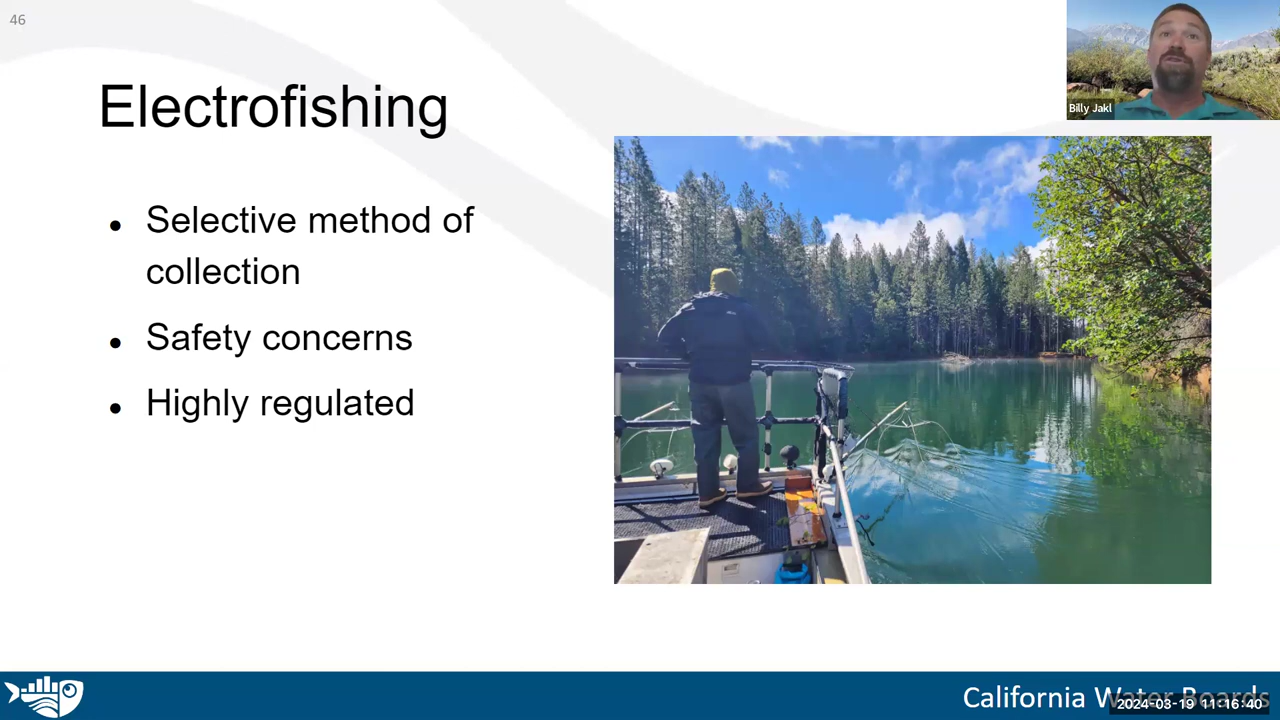 46
Billy Jakl
Electrofishing
● Selective method of
collection
● Safety concerns
● Highly regulated
California Water Boards
2024-03-19 11:16:40